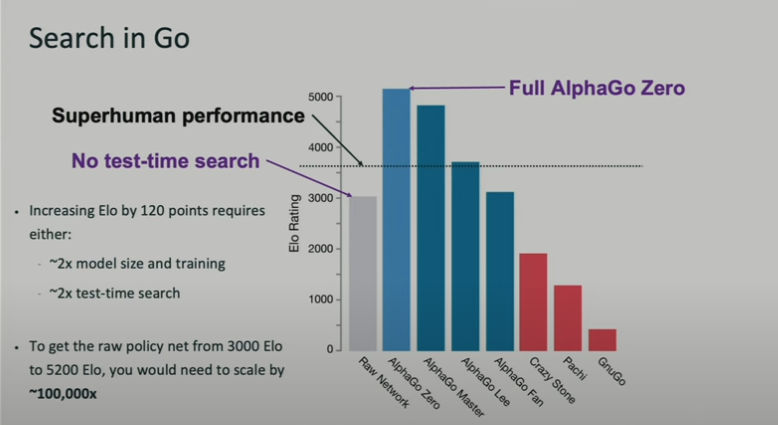 Search in Go
Full AlphaGo Zero
Superhuman performance
No test-time search
• Increasing Elo by 120 points requires
either:
- ~2x model size and training
- ~2x test-time search
• To get the raw policy net from 3000 Elo
to 5200 Elo, you would need to scale by
~100,000x
Elo Rating
5000
4000
3000
2000
1000
0
Raw Network
AlphaGo Zero
AlphaGo Master
AlphaGo Lee
AlphaGo Fan
Crazy Stone
Pachi
GnuGo